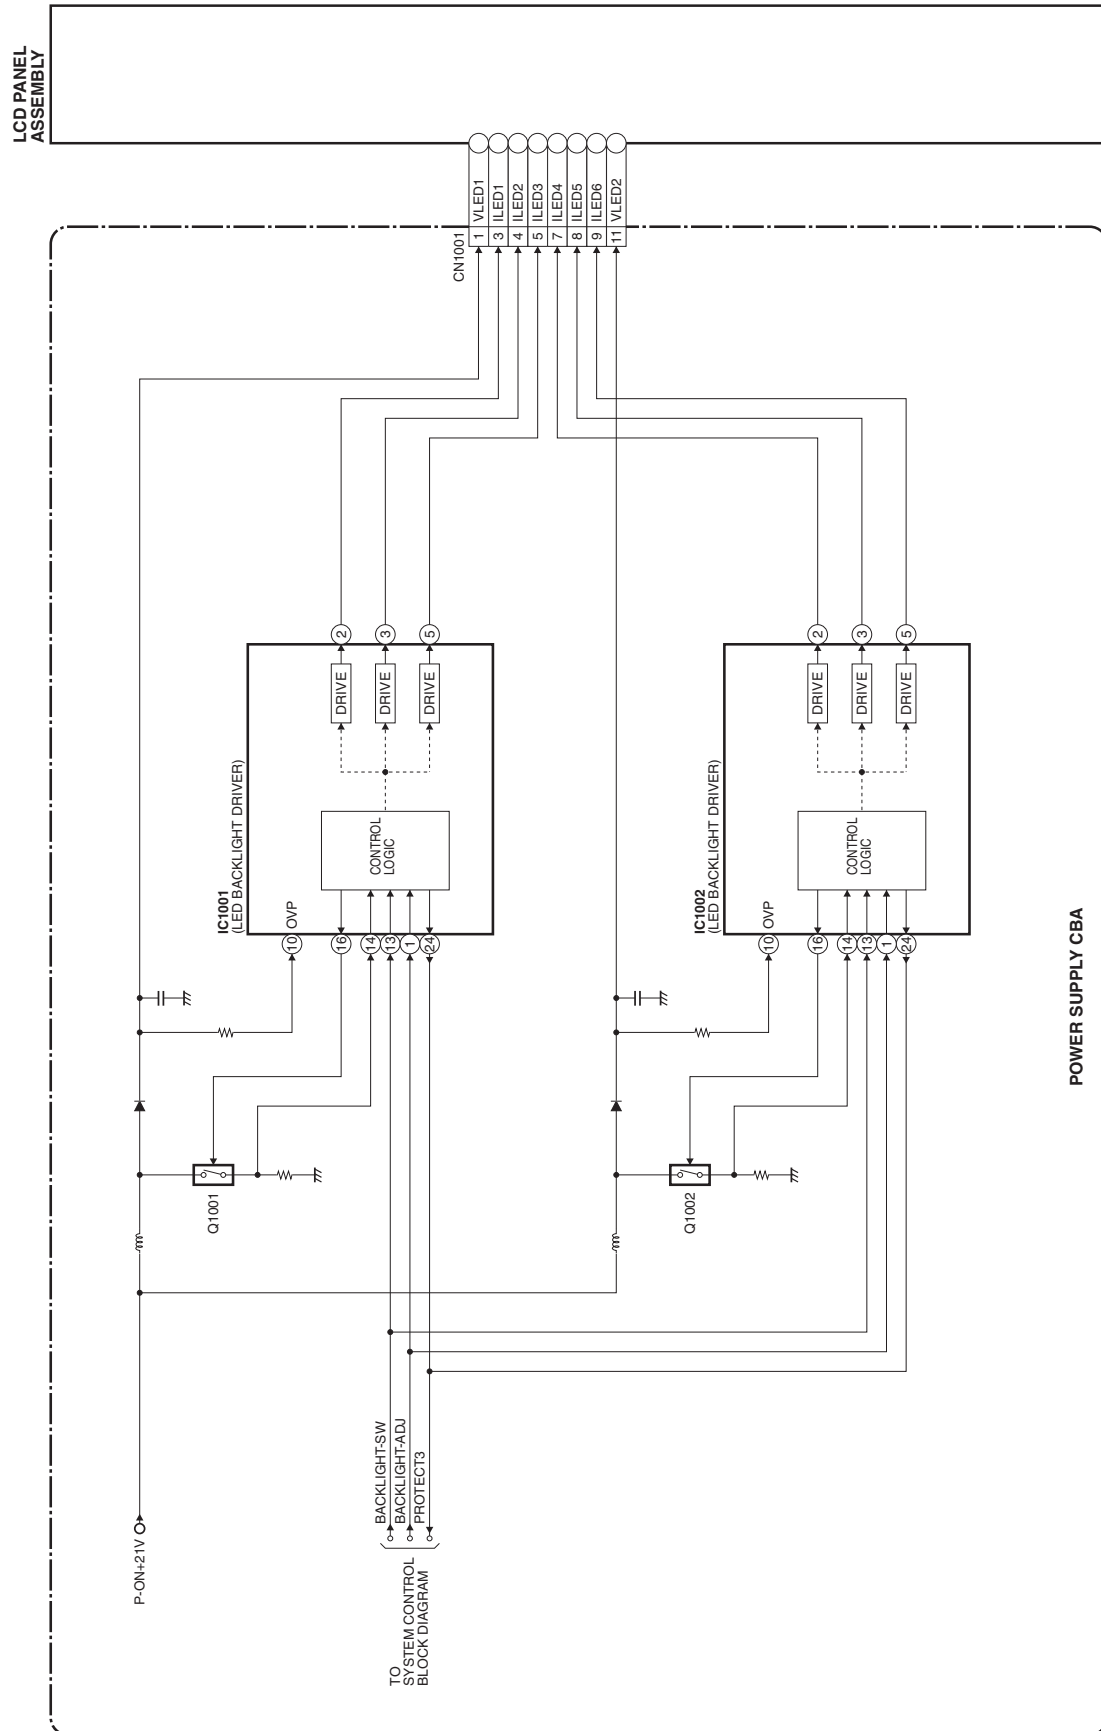 LCD PANEL
ASSEMBLY
CN1001
1 VLED1
3 ILED1
4 ILED2
5 ILED3
7 ILED4
8 ILED5
9 ILED6
11 VLED2
IC1001
(LED BACKLIGHT DRIVER)
10 OVP
16
14
13
1
24
CONTROL
LOGIC
DRIVE
DRIVE
DRIVE
2
3
5
IC1002
(LED BACKLIGHT DRIVER)
10 OVP
16
14
13
1
24
CONTROL
LOGIC
DRIVE
DRIVE
DRIVE
2
3
5
Q1001
Q1002
P-ON+21V
BACKLIGHT-SW
BACKLIGHT-ADJ
PROTECT3
TO
SYSTEM CONTROL
BLOCK DIAGRAM
POWER SUPPLY CBA